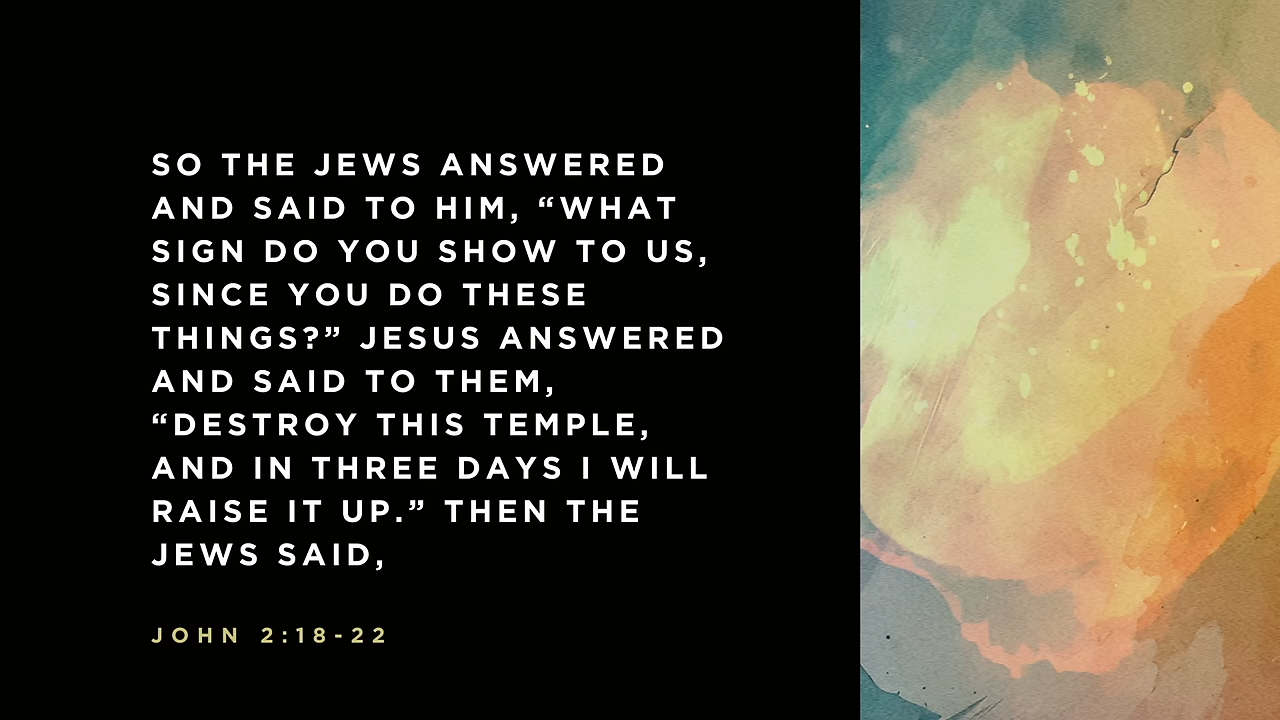 SO THE JEWS ANSWERED
AND SAID TO HIM, “WHAT
SIGN DO YOU SHOW TO US,
SINCE YOU DO THESE
THINGS?” JESUS ANSWERED
AND SAID TO THEM,
“DESTROY THIS TEMPLE,
AND IN THREE DAYS I WILL
RAISE IT UP.” THEN THE
JEWS SAID,
JOHN 2:18-22